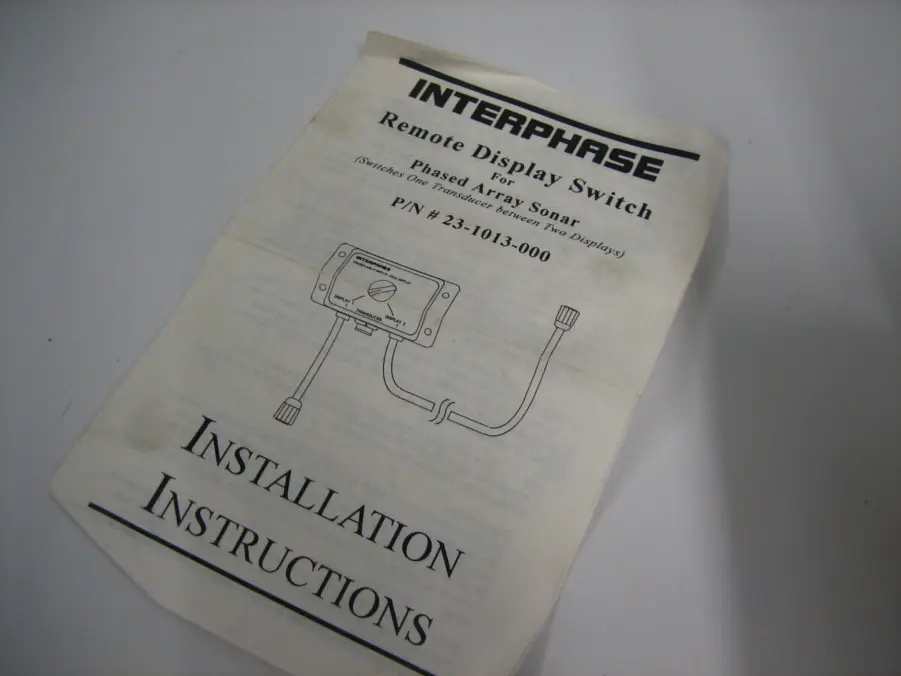 INTERPHASE
Remote Display Switch
For
Phased Array Sonar
(Switches One Transducer between Two Displays)
P/N # 23-1013-000
INTERPHASE
DISPLAY
TRANSDUCER
DISPLAY 2
INSTALLATION
INSTRUCTIONS